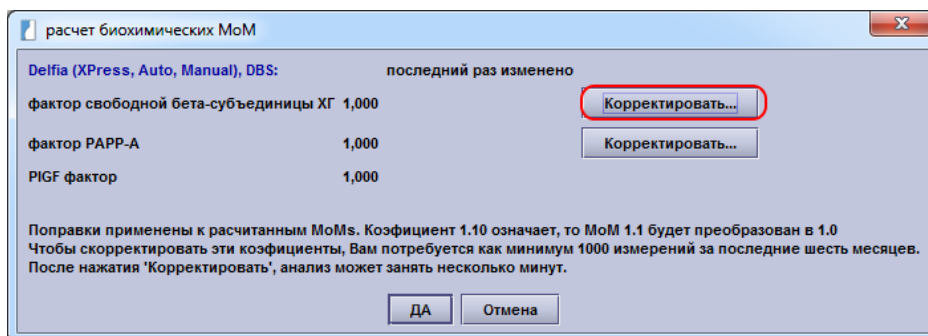 расчет биохимических МоМ
Delfia (XPress, Auto, Manual), DBS: последний раз изменено
фактор свободной бета-субъединицы ХГ 1,000 Корректировать...
фактор PAPP-A 1,000 Корректировать...
PIGF фактор 1,000
Поправки применены к расчитанным MoMs. Коэфициент 1.10 означает, то МоМ 1.1 будет преобразован в 1.0
Чтобы скорректировать эти коэфициенты, Вам потребуется как минимум 1000 измерений за последние шесть месяцев.
После нажатия 'Корректировать', анализ может занять несколько минут.
ДА Отмена